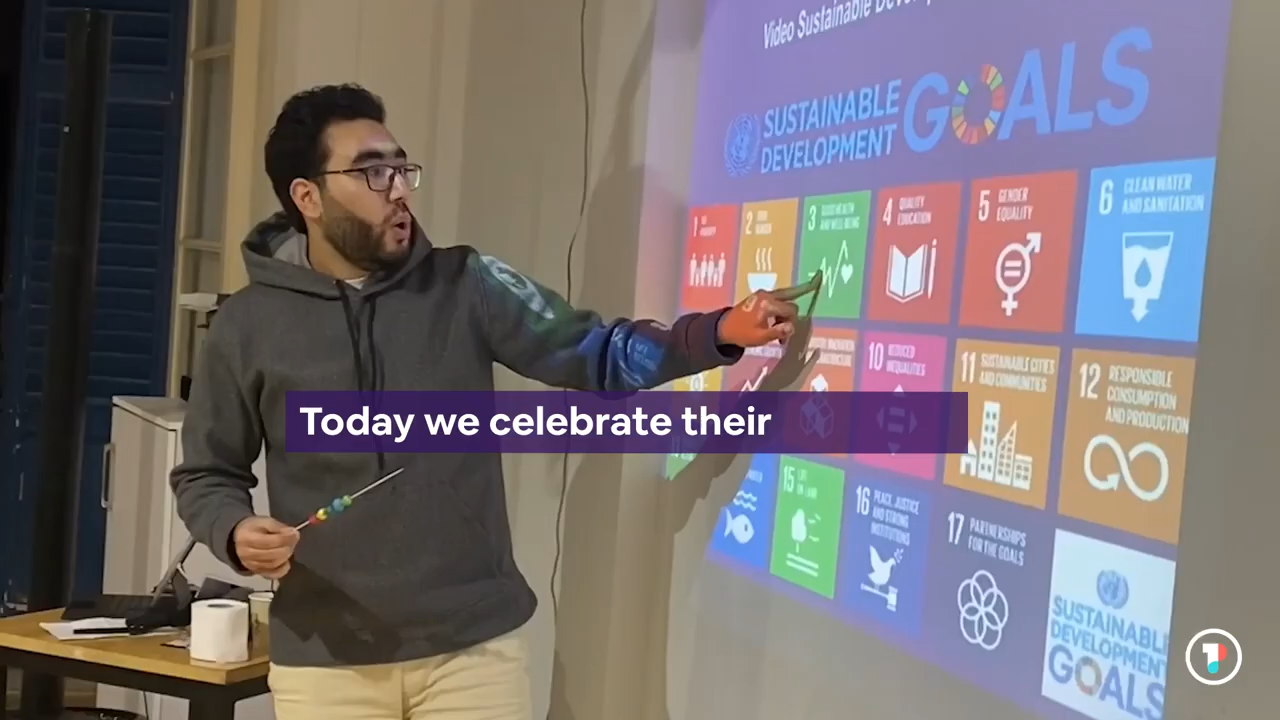 Video Sustainable
SUSTAINABLE
DEVELOPMENT
GOALS
1
2
3 GOOD HEALTH
AND WELL-BEING
4 QUALITY
EDUCATION
5 GENDER
EQUALITY
6 CLEAN WATER
AND SANITATION
10 REDUCED
INEQUALITIES
11 SUSTAINABLE CITIES
AND COMMUNITIES
12 RESPONSIBLE
CONSUMPTION
AND PRODUCTION
Today we celebrate their
15 LIFE
ON LAND
16 PEACE, JUSTICE
AND STRONG
INSTITUTIONS
17 PARTNERSHIPS
FOR THE GOALS
SUSTAINABLE
DEVELOPMENT
GOALS